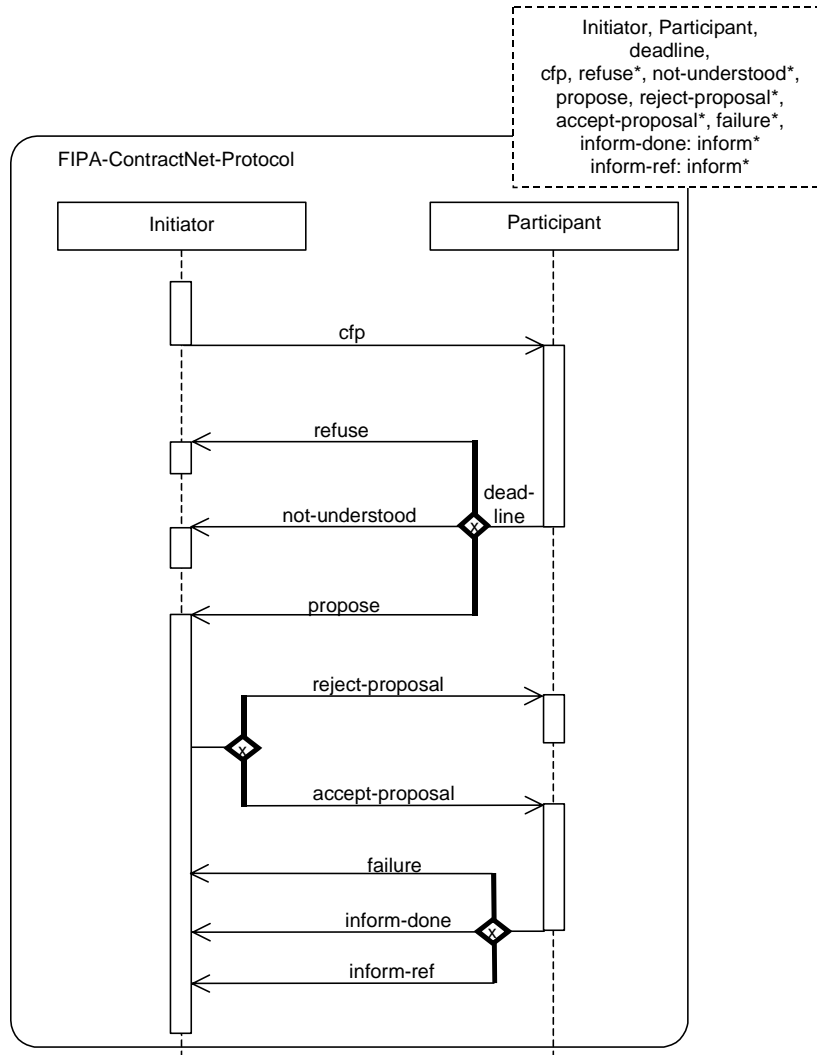 Initiator, Participant,
deadline,
cfp, refuse*, not-understood*,
propose, reject-proposal*,
accept-proposal*, failure*,
inform-done: inform*
inform-ref: inform*
FIPA-ContractNet-Protocol
Initiator
Participant
cfp
refuse
dead-
line
not-understood
x
propose
reject-proposal
x
accept-proposal
failure
inform-done
x
inform-ref